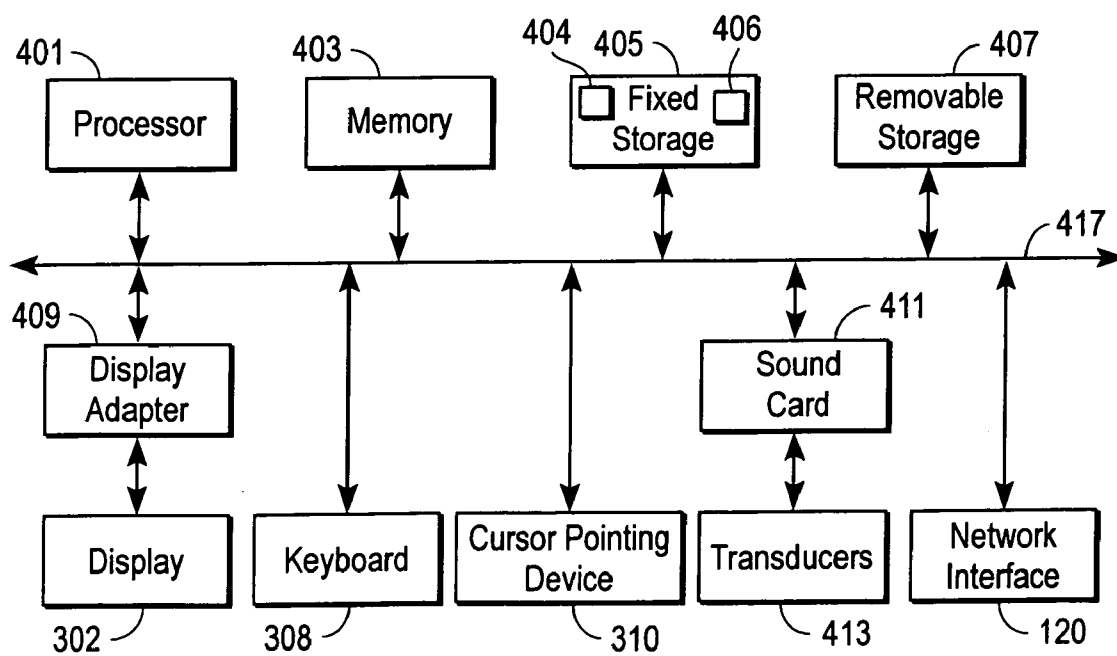 401
403
404
405
406
407
Processor
Memory
Fixed
Storage
Removable
Storage
417
409
411
Display
Adapter
Sound
Card
Display
Keyboard
Cursor Pointing
Device
Transducers
Network
Interface
302
308
310
413
120